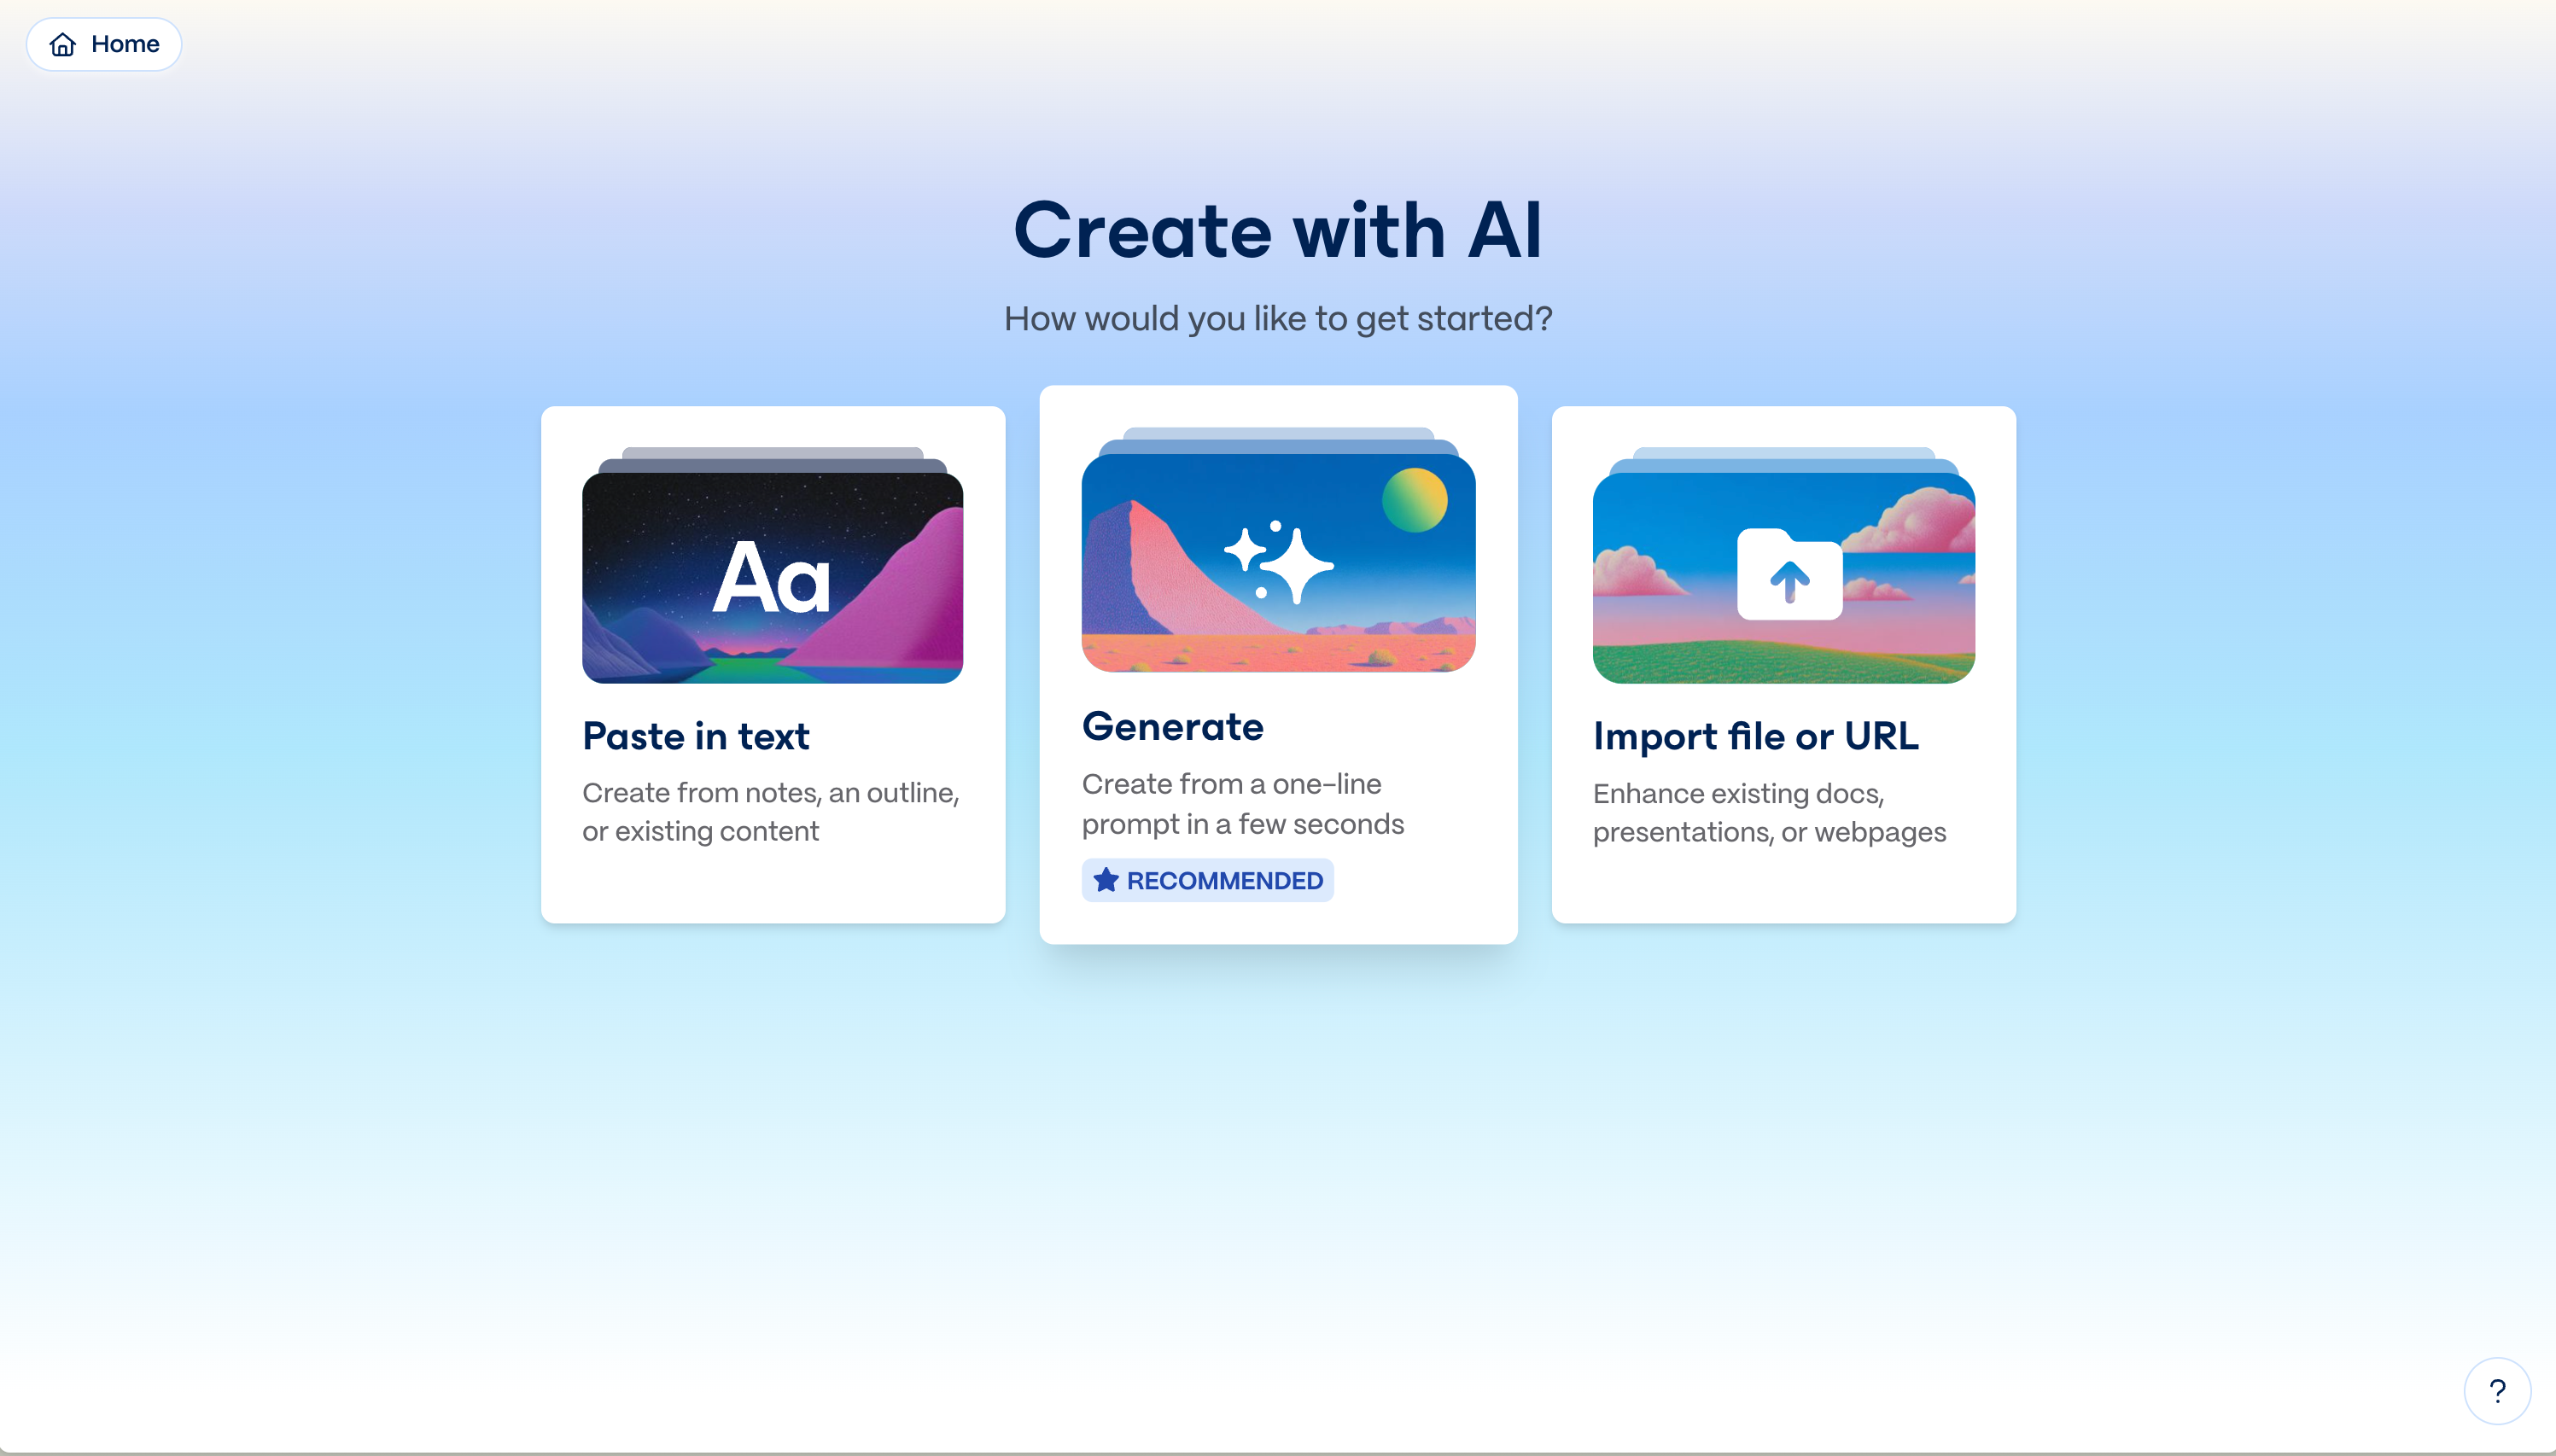 Home
Create with AI
How would you like to get started?
Aa
Paste in text
Create from notes, an outline,
or existing content
Generate
Create from a one-line
prompt in a few seconds
RECOMMENDED
Import file or URL
Enhance existing docs,
presentations, or webpages
?